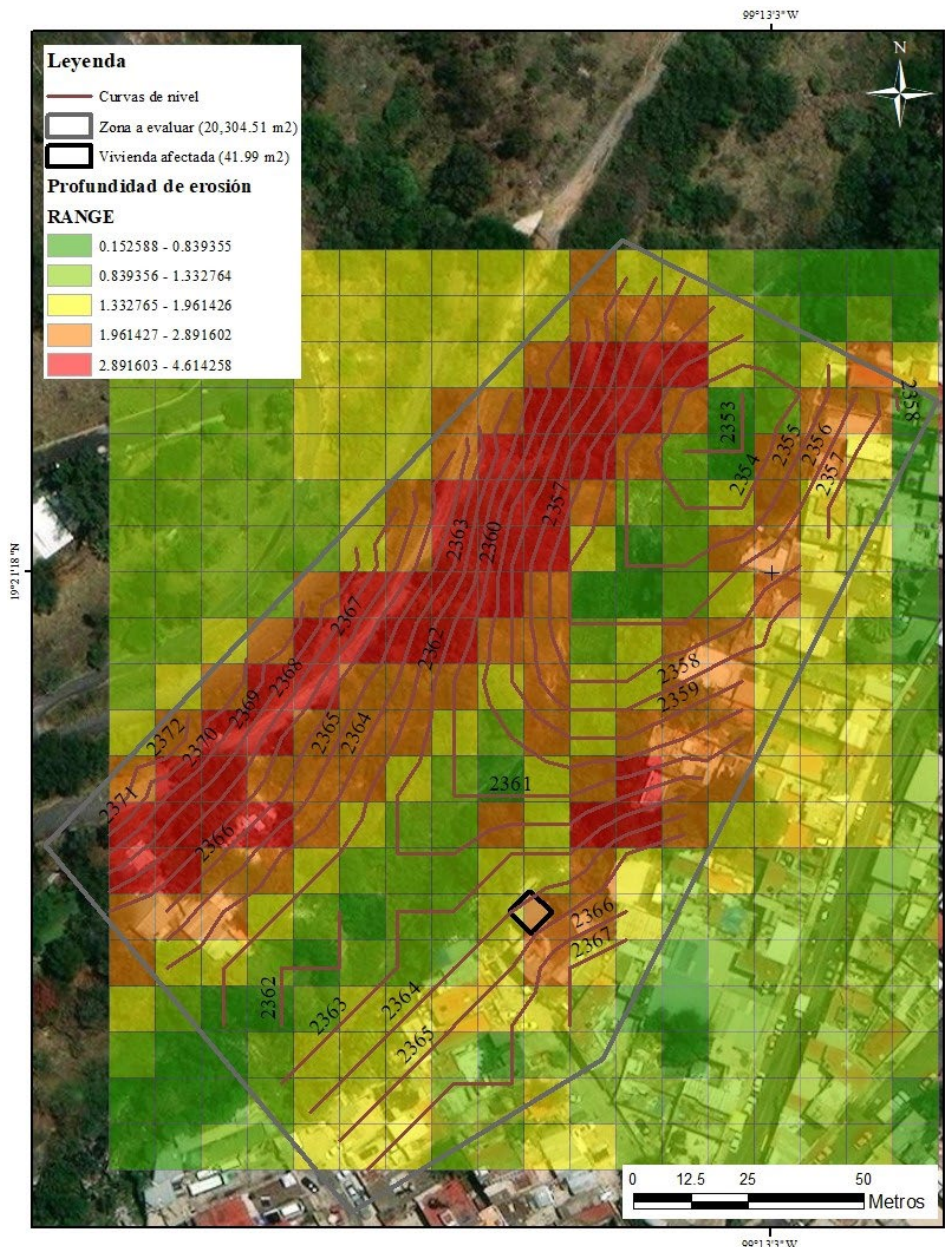 99°13'3"W
Leyenda
N
Curvas de nivel
Zona a evaluar (20,304.51 m2)
Vivienda afectada (41.99 m2)
Profundidad de erosión
RANGE
0.152588 - 0.839355
0.839356 - 1.332764
1.332765 - 1.961426
1.961427 - 2.891602
2.891603 - 4.614258
2358
2353
2355
2356
2354
2357
2357
2363
2360
19°21'18"N
2367
2362
2358
2368
2359
2369
2365
2364
2372
2370
2361
2371
2366
2366
2367
2362
2364
2363
2365
0 12.5 25 50
Metros
99°13'3"W